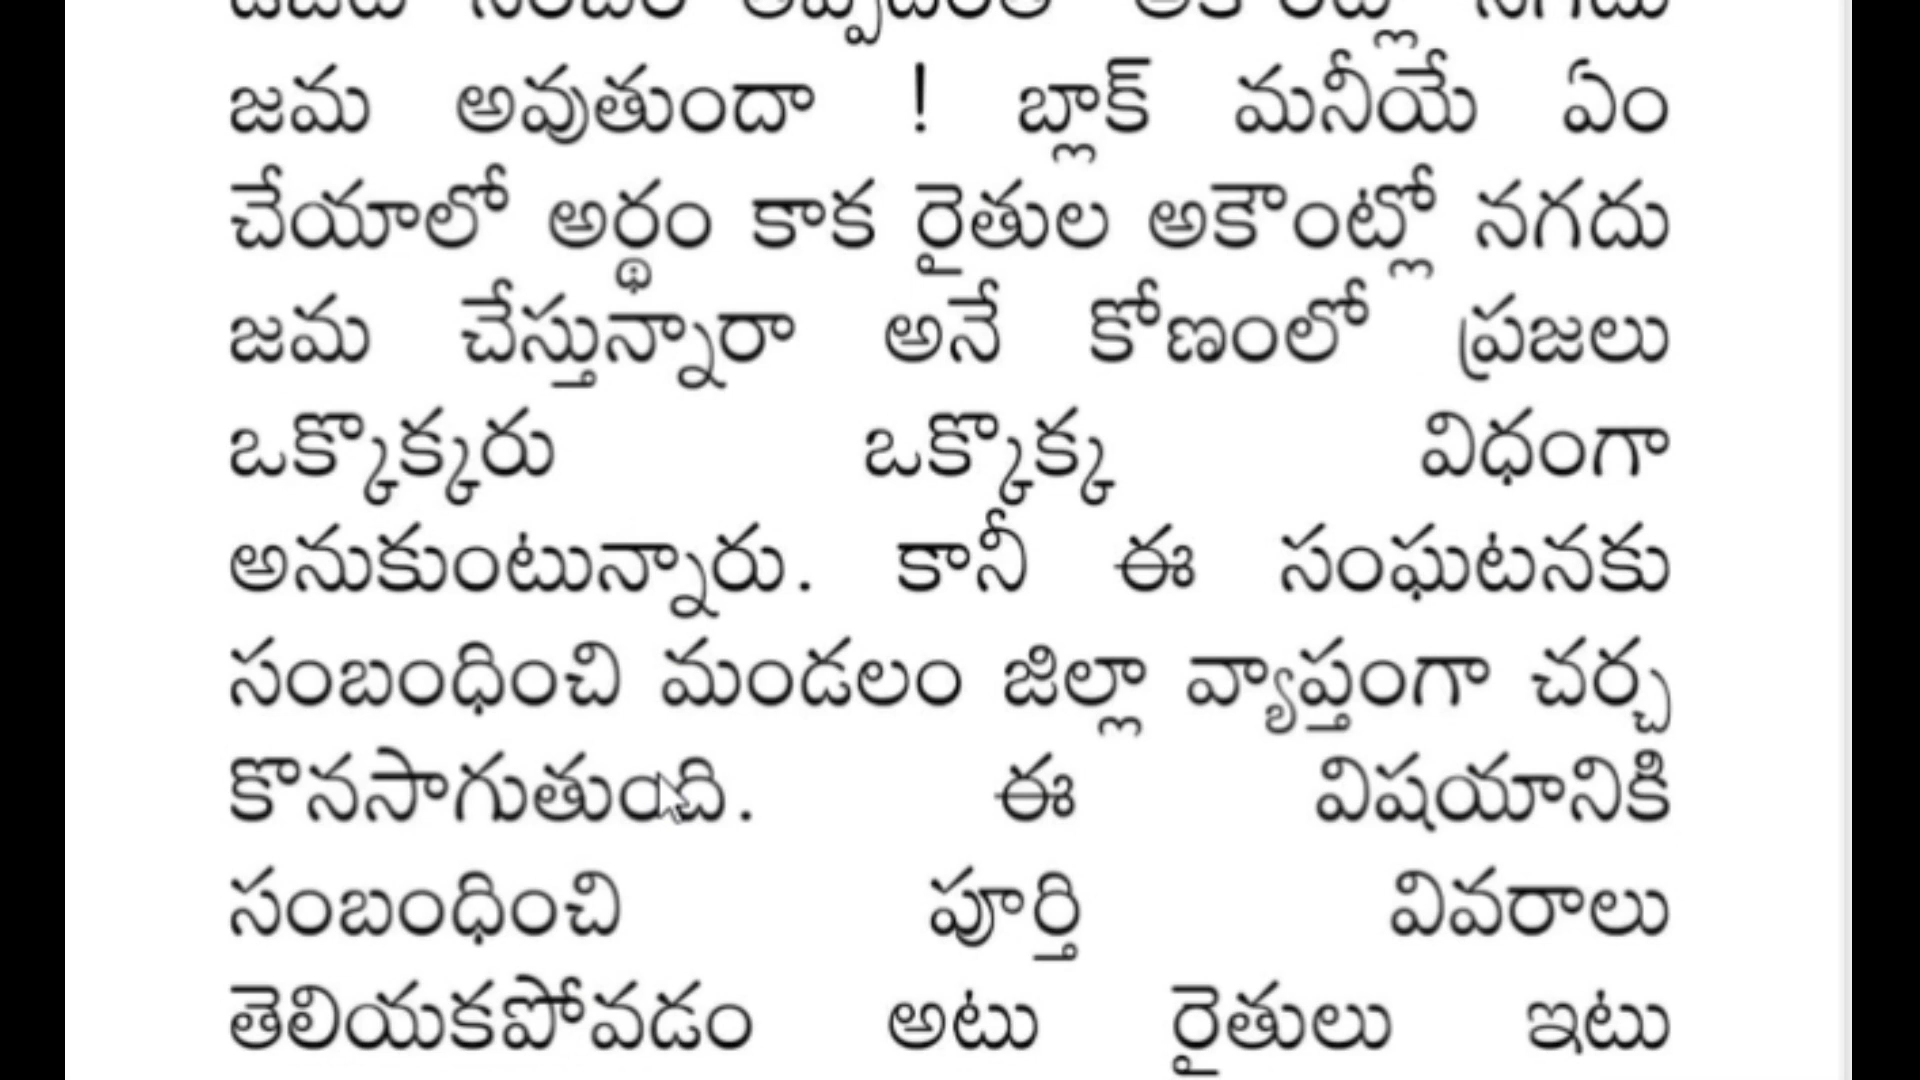 నగదు
జమ అవుతుందా ! బ్లాక్ మనీయే ఏం
చేయాలో అర్థం కాక రైతుల అకౌంట్లో నగదు
జమ చేస్తున్నారా అనే కోణంలో ప్రజలు
ఒక్కొక్కరు ఒక్కొక్క విధంగా
అనుకుంటున్నారు. కానీ ఈ సంఘటనకు
సంబంధించి మండలం జిల్లా వ్యాప్తంగా చర్చ
కొనసాగుతుంది. ఈ విషయానికి
సంబంధించి పూర్తి వివరాలు
తెలియకపోవడం అటు రైతులు ఇటు